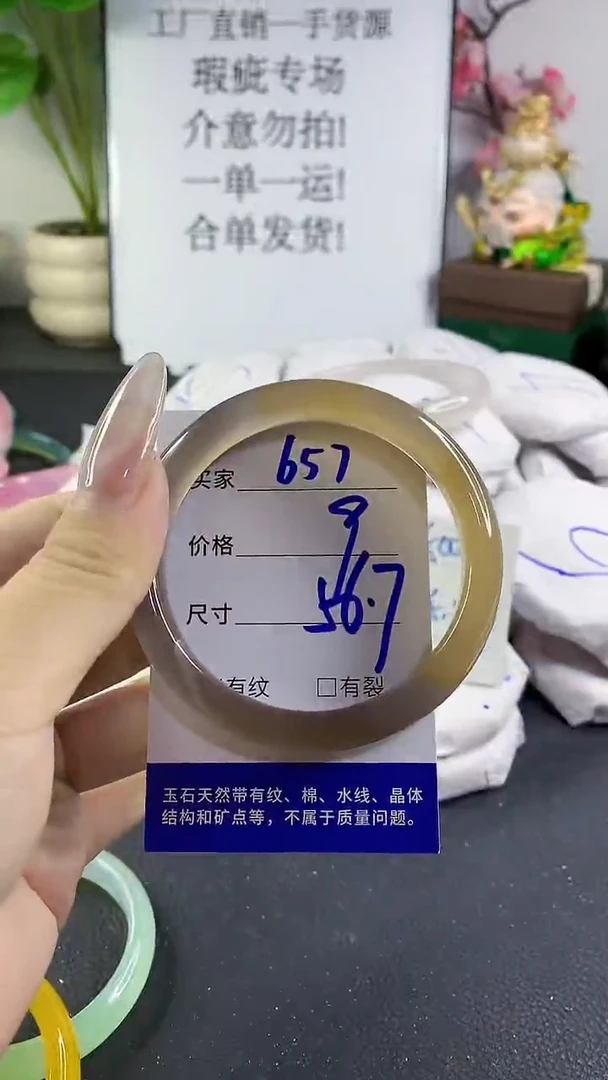 工厂直销一手货源
瑕疵专场
介意勿拍!
一单一运!
合单发货!
买家 657
价格 9
尺寸 56.7
有纹 □有裂
玉石天然带有纹、棉、水线、晶体
结构和矿点等，不属于质量问题。